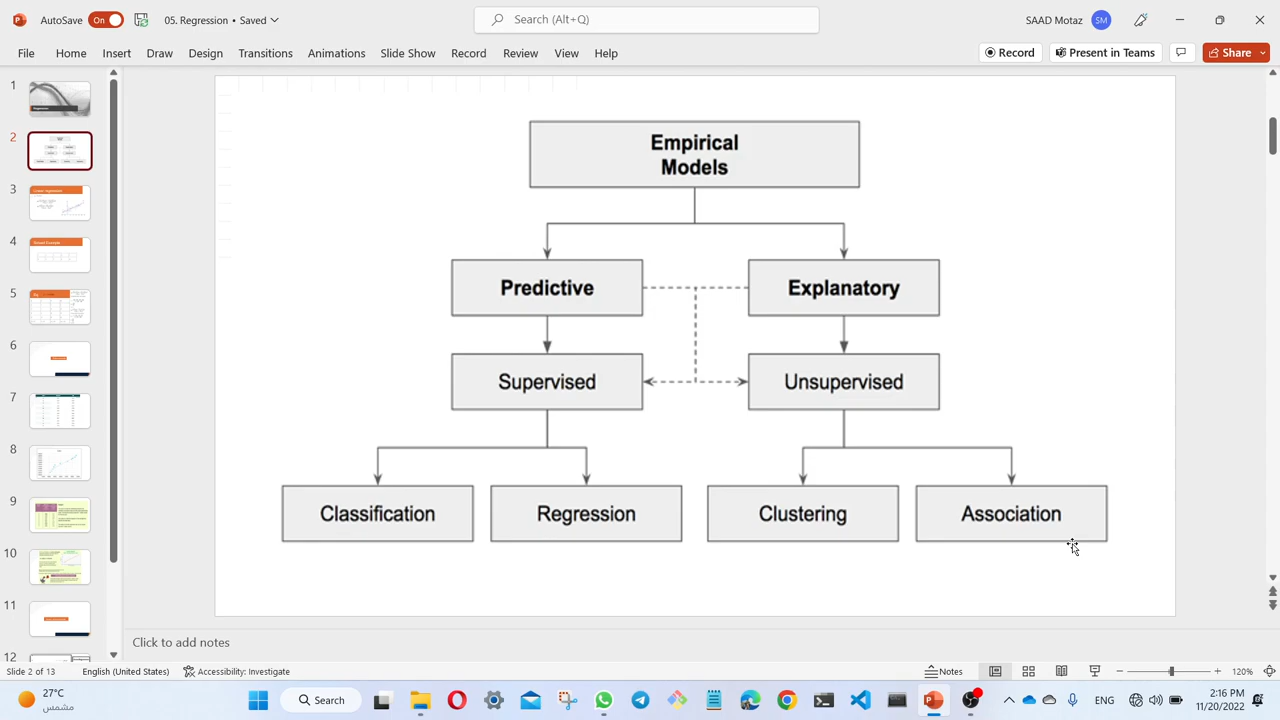 AutoSave On 05. Regression • Saved Search (Alt+Q) SAAD Motaz SM
File Home Insert Draw Design Transitions Animations Slide Show Record Review View Help Record Present in Teams Share
1
2
3
4
5
6
7
8
9
10
11
12
Empirical
Models
Predictive Explanatory
Supervised Unsupervised
Classification Regression Clustering Association
Click to add notes
Slide 2 of 13 English (United States) Accessibility: Investigate Notes 120%
27°C
مشمس
Search
ENG
2:16 PM
11/20/2022